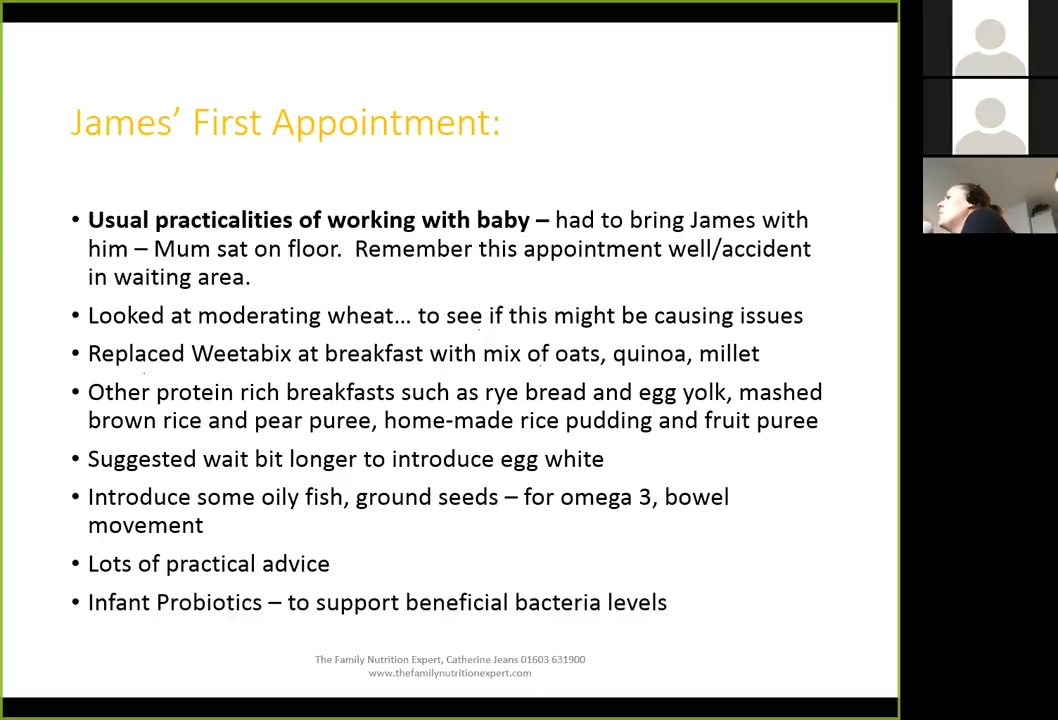 James’ First Appointment:
• Usual practicalities of working with baby – had to bring James with
him – Mum sat on floor.  Remember this appointment well/accident
in waiting area.
• Looked at moderating wheat… to see if this might be causing issues
• Replaced Weetabix at breakfast with mix of oats, quinoa, millet
• Other protein rich breakfasts such as rye bread and egg yolk, mashed
brown rice and pear puree, home-made rice pudding and fruit puree
• Suggested wait bit longer to introduce egg white
• Introduce some oily fish, ground seeds – for omega 3, bowel
movement
• Lots of practical advice
• Infant Probiotics – to support beneficial bacteria levels
The Family Nutrition Expert, Catherine Jeans 01603 631900
www.thefamilynutritionexpert.com